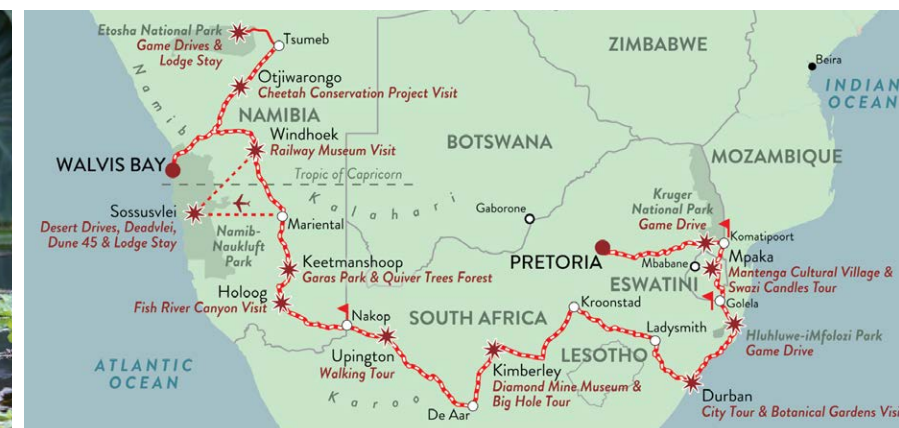 Etosha National Park
Game Drives &
Lodge Stay
Tsumeb
Otjiwarongo
Cheetah Conservation Project Visit
Namib
NAMIBIA
Windhoek
Railway Museum Visit
WALVIS BAY
Tropic of Capricorn
Kalahari
Sossusvlei
Desert Drives, Deadvlei,
Dune 45 & Lodge Stay
Namib-
Naukluft
Park
Mariental
Keetmanshoop
Garas Park & Quiver Trees Forest
Holoog
Fish River Canyon Visit
Nakop
Upington
Walking Tour
ATLANTIC
OCEAN
Karoo
De Aar
SOUTH AFRICA
Kimberley
Diamond Mine Museum &
Big Hole Tour
Kroonstad
LESOTHO
Ladysmith
Durban
City Tour & Botanical Gardens Visi
Hluhluwe-iMfolozi Park
Game Drive
Golela
ESWATINI
Mbabane
Mpaka
Mantenga Cultural Village &
Swazi Candles Tour
Komatipoort
Kruger
National Park
Game Drive
PRETORIA
Gaborone
BOTSWANA
ZIMBABWE
MOZAMBIQUE
Beira
INDIAN
OCEAN